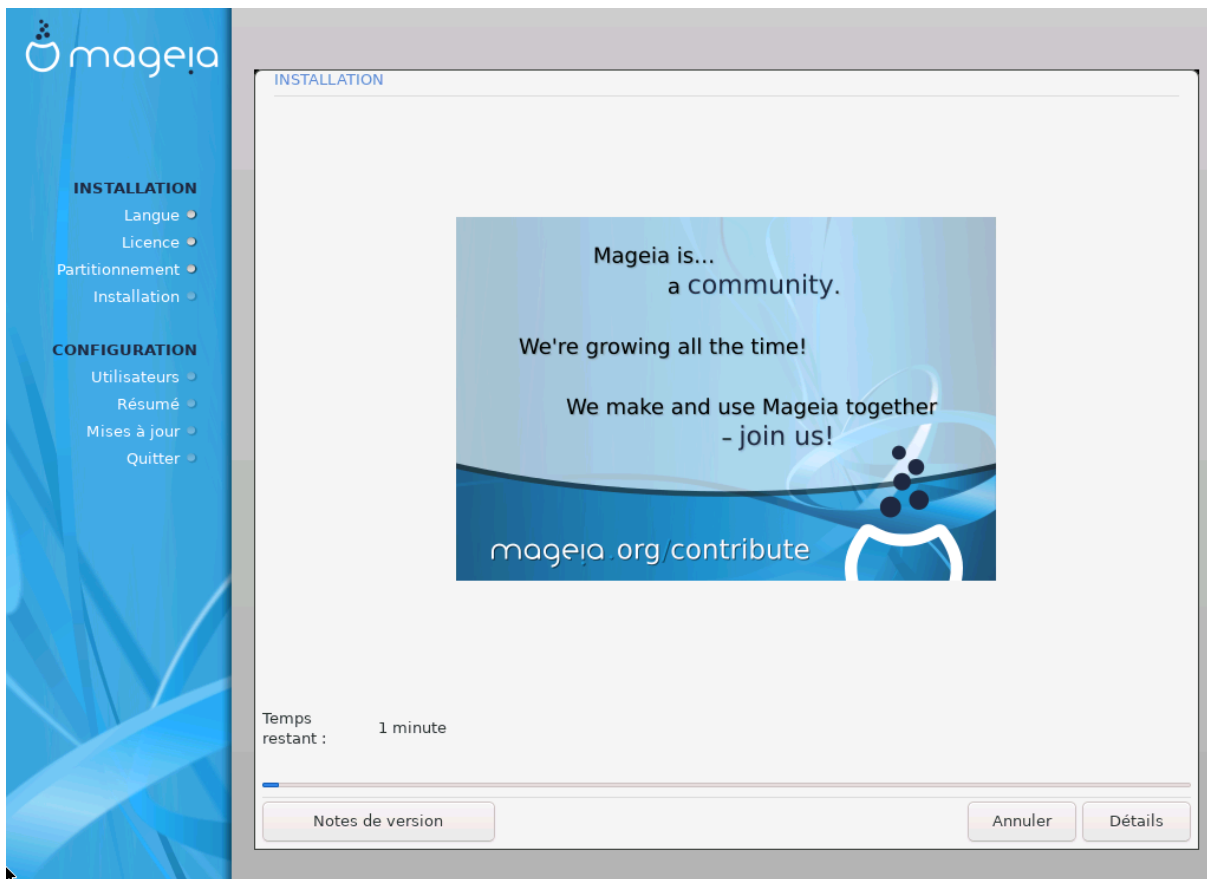 mageia
INSTALLATION
Langue
Licence
Partitionnement
Installation
CONFIGURATION
Utilisateurs
Résumé
Mises à jour
Quitter
INSTALLATION
Mageia is...
a community.
We're growing all the time!
We make and use Mageia together
– join us!
mageia.org/contribute
Temps
restant :
1 minute
Notes de version
Annuler
Détails